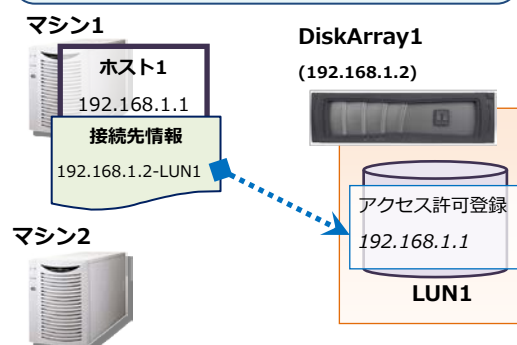 マシン1
ホスト1
192.168.1.1
接続先情報
192.168.1.2-LUN1
マシン2
DiskArray1
(192.168.1.2)
アクセス許可登録
192.168.1.1
LUN1